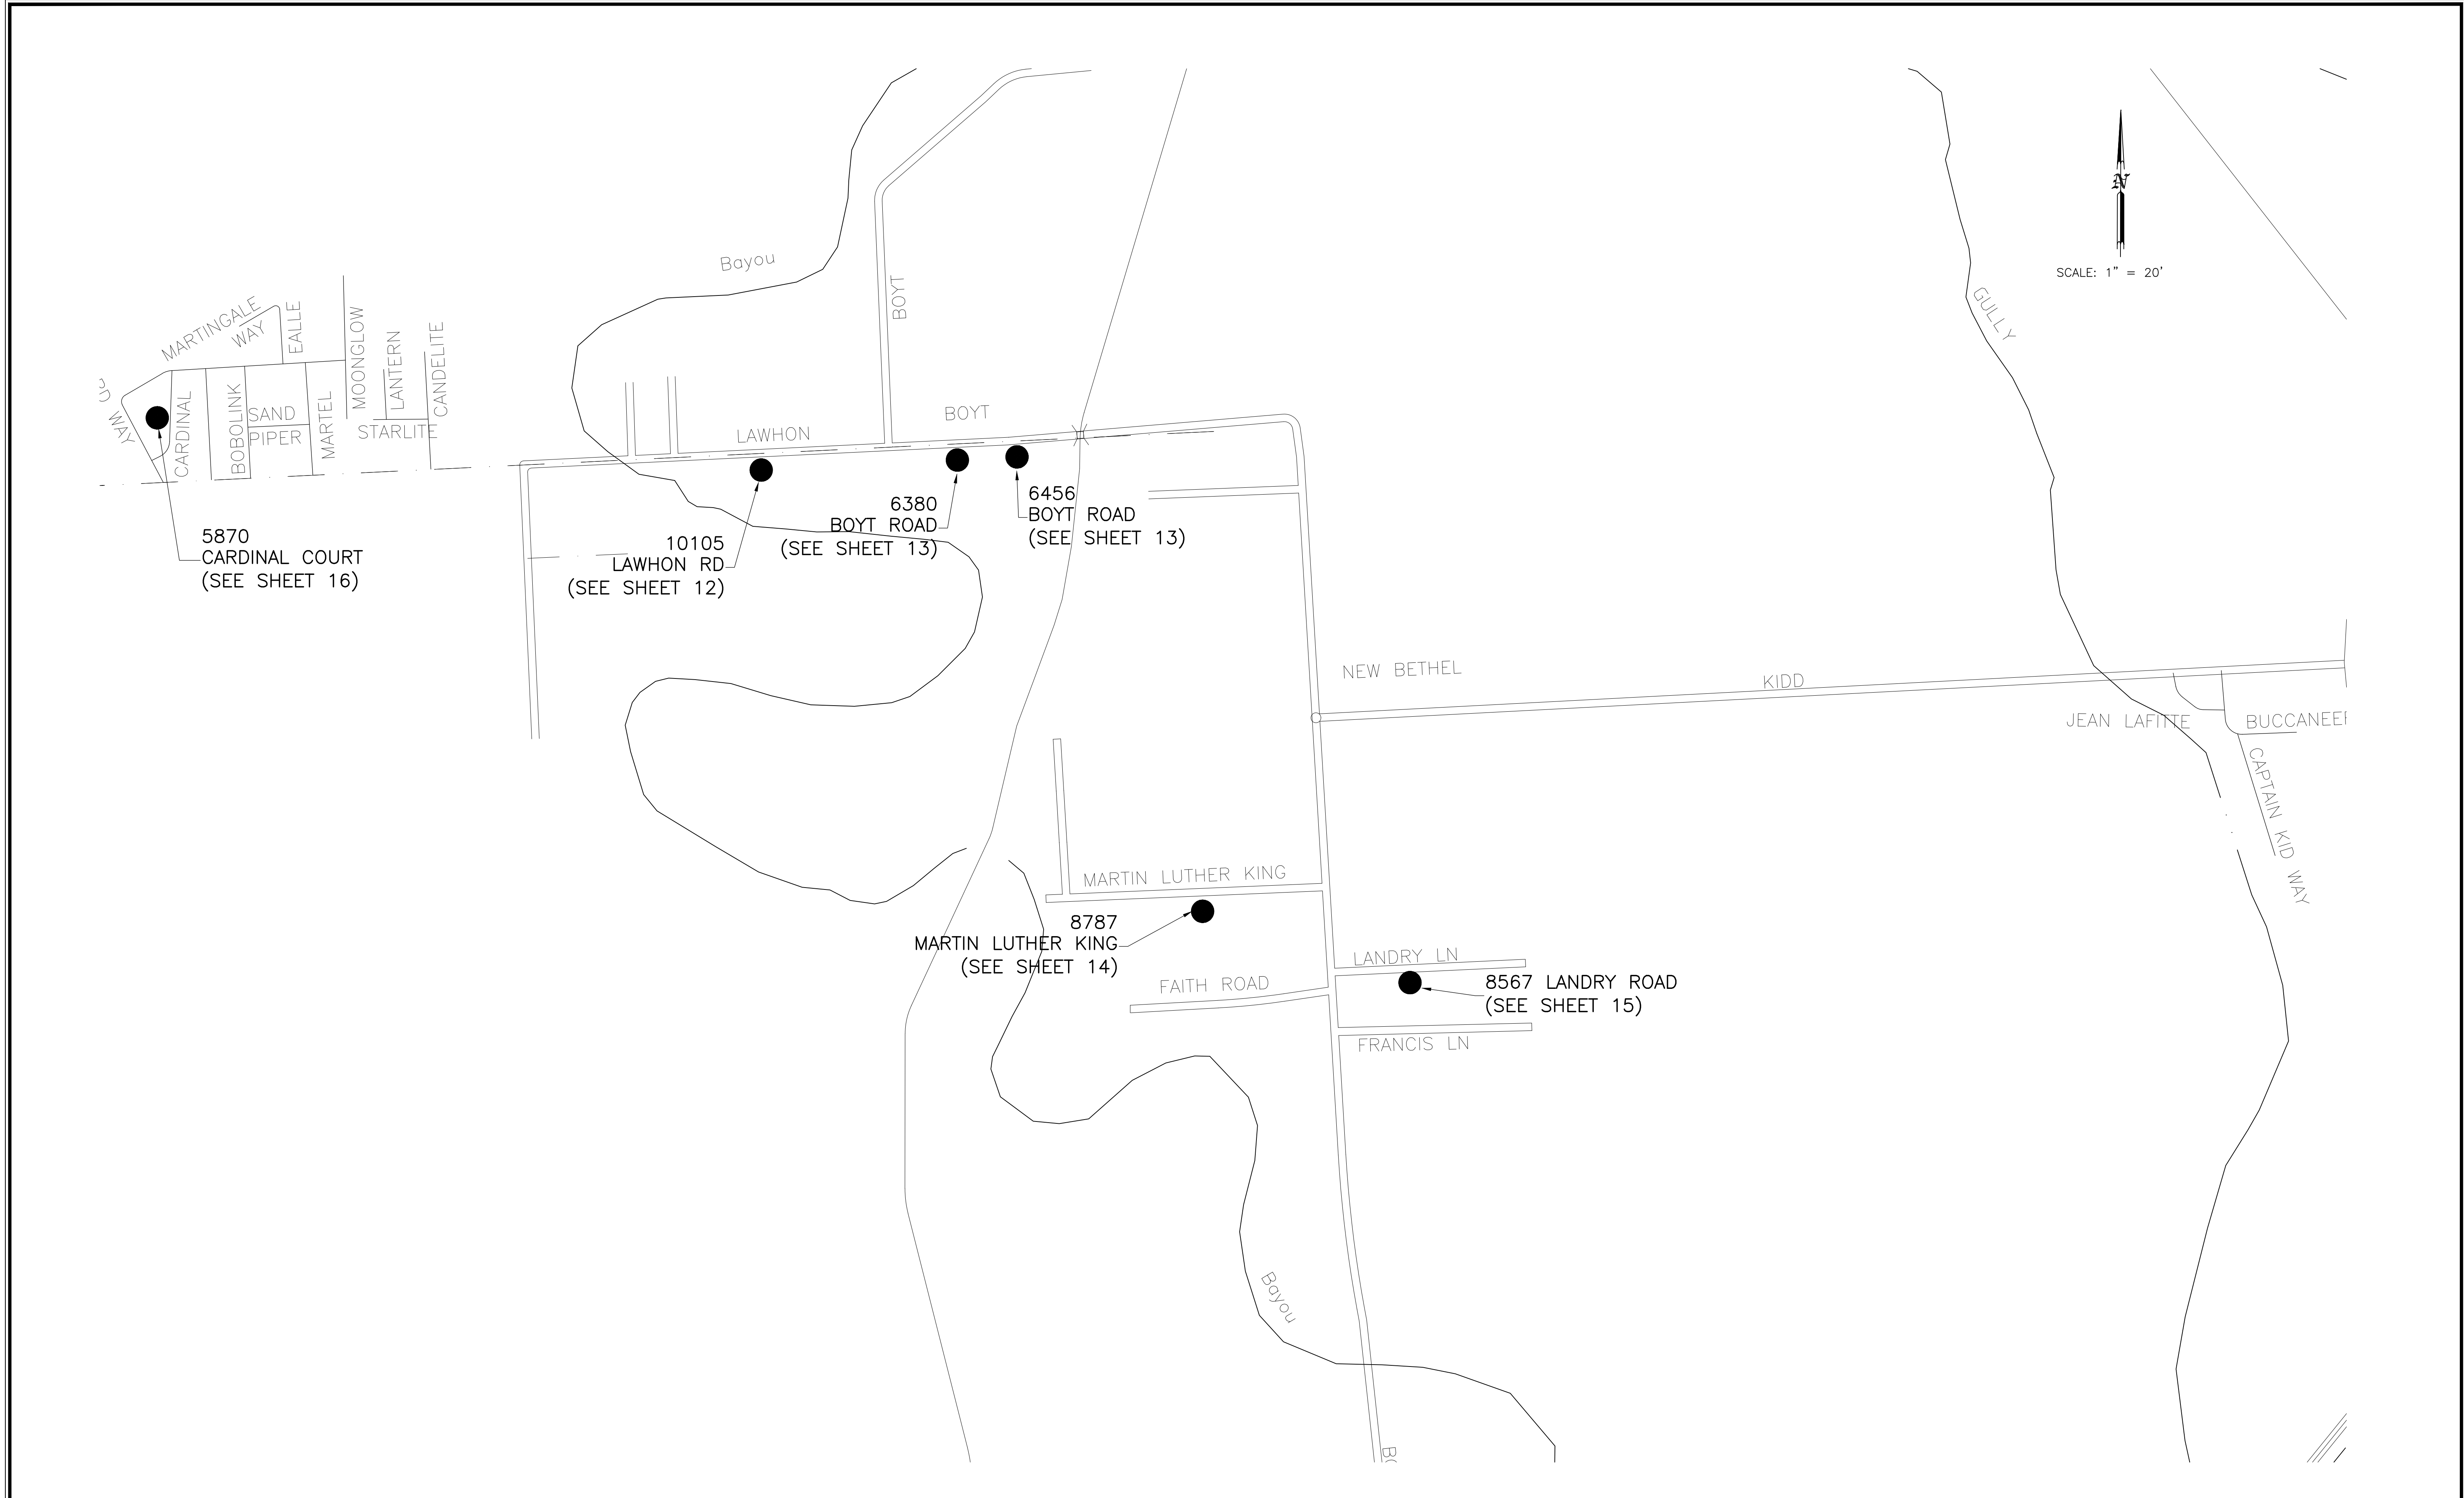 Bayou
BOYT
GULLY
N
SCALE: 1" = 20'
MARTINGALE
WAY
EALLE
MOONGLOW
LANTERN
CANDELITE
WAY
CARDINAL
BOBOLINK
SAND
PIPER
MARTEL
STARLITE
LAWHON
BOYT
5870
CARDINAL COURT
(SEE SHEET 16)
10105
LAWHON RD
(SEE SHEET 12)
6380
BOYT ROAD
(SEE SHEET 13)
6456
BOYT ROAD
(SEE SHEET 13)
NEW BETHEL
KIDD
JEAN LAFITTE
CAPTAIN KID WAY
MARTIN LUTHER KING
8787
MARTIN LUTHER KING
(SEE SHEET 14)
FAITH ROAD
LANDRY LN
8567 LANDRY ROAD
(SEE SHEET 15)
FRANCIS LN
Bayou